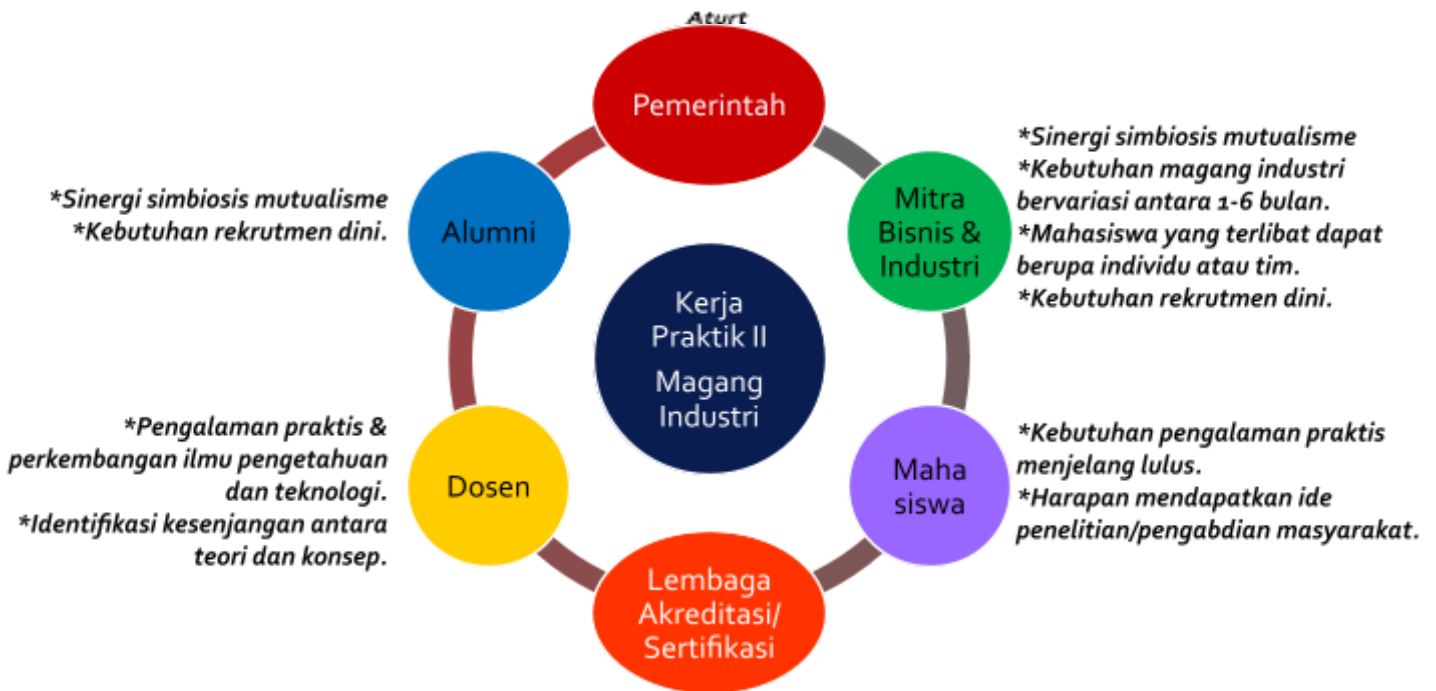 Pemerintah
*Sinergi simbiosis mutualisme
*Kebutuhan magang industri
bervariasi antara 1-6 bulan.
*Mahasiswa yang terlibat dapat
berupa individu atau tim.
*Kebutuhan rekrutmen dini.
Mitra
Bisnis &
Industri
*Sinergi simbiosis mutualisme
*Kebutuhan rekrutmen dini.
Alumni
Kerja
Praktik II
Magang
Industri
*Pengalaman praktis &
perkembangan ilmu pengetahuan
dan teknologi.
*Identifikasi kesenjangan antara
teori dan konsep.
Dosen
Maha
siswa
*Kebutuhan pengalaman praktis
menjelang lulus.
*Harapan mendapatkan ide
penelitian/pengabdian masyarakat.
Lembaga
Akreditasi/
Sertifikasi